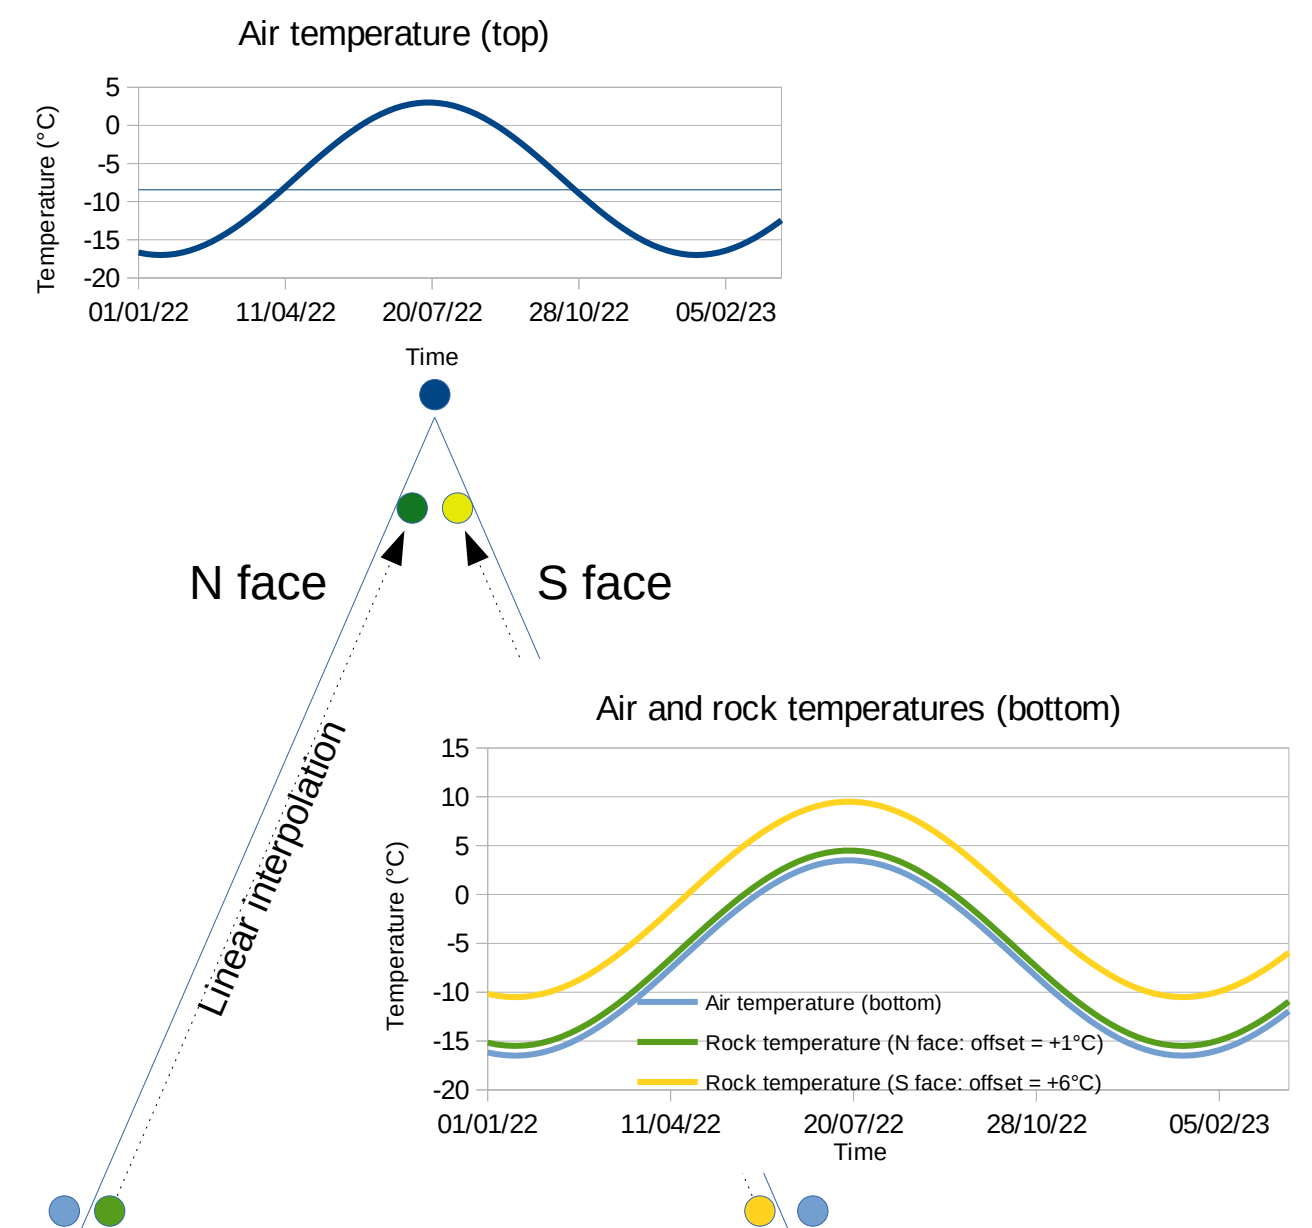 Air temperature (top)
Temperature (°C)
5
0
-5
-10
-15
-20
01/01/22 11/04/22 20/07/22 28/10/22 05/02/23
Time
N face
S face
Linear interpolation
Air and rock temperatures (bottom)
Temperature (°C)
15
10
5
0
-5
-10
-15
-20
Air temperature (bottom)
Rock temperature (N face: offset = +1°C)
Rock temperature (S face: offset = +6°C)
01/01/22 11/04/22 20/07/22 28/10/22 05/02/23
Time